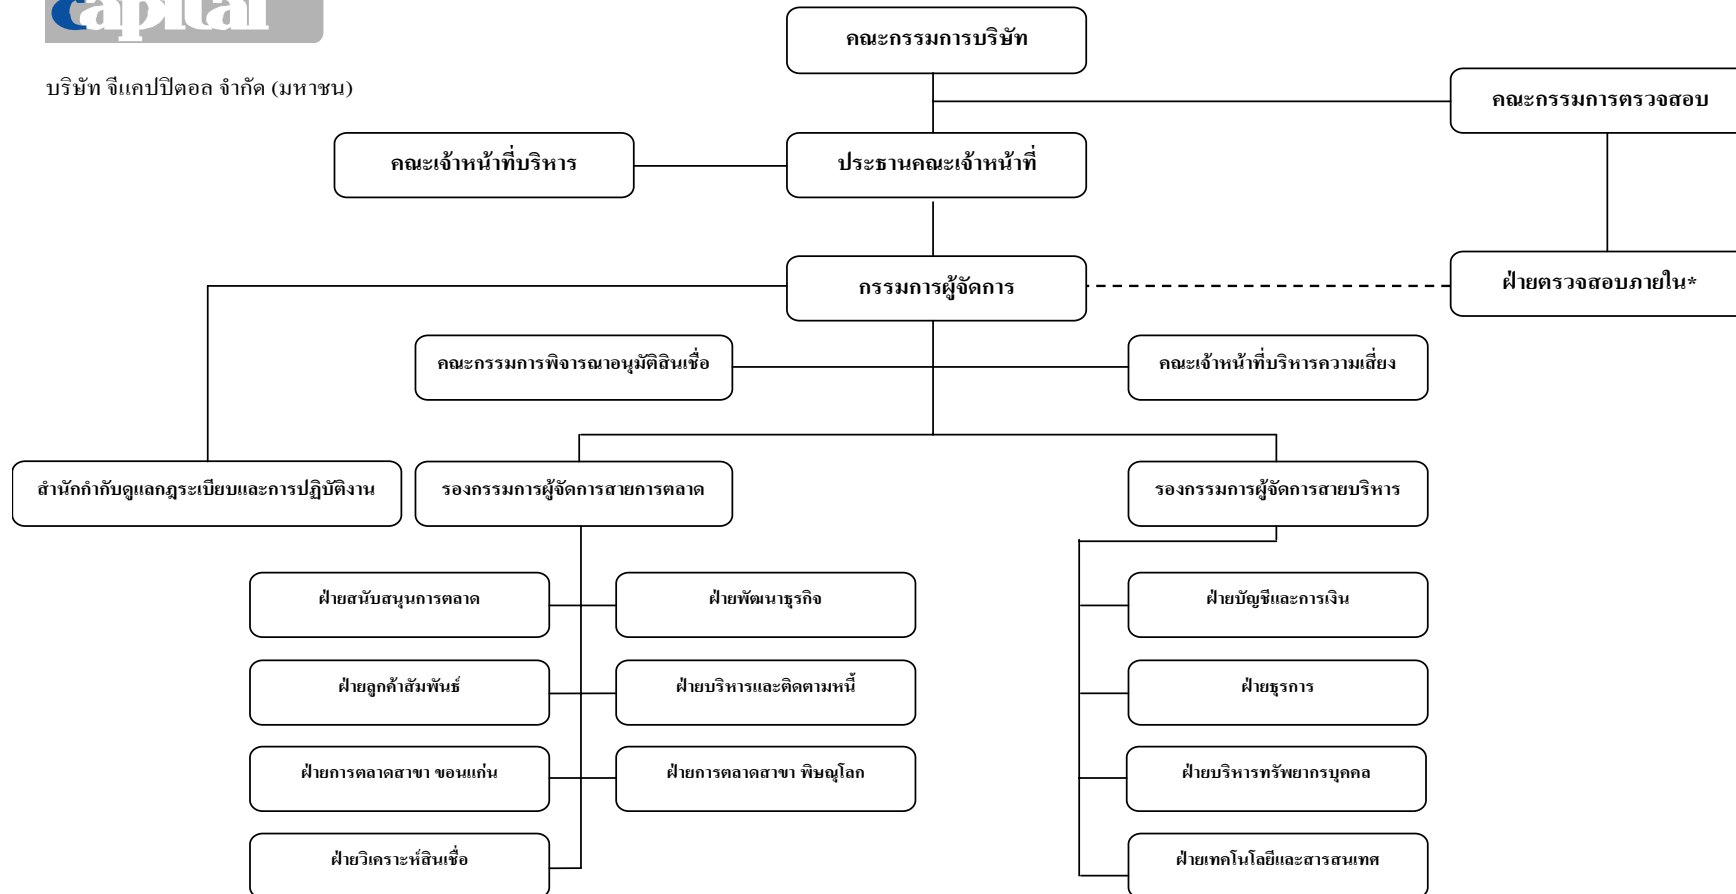 capital
บริษัท จีแคปปิตอล จำกัด (มหาชน)
คณะกรรมการบริษัท
คณะกรรมการตรวจสอบ
คณะเจ้าหน้าที่บริหาร
ประธานคณะเจ้าหน้าที่
กรรมการผู้จัดการ
ฝ่ายตรวจสอบภายใน*
คณะกรรมการพิจารณาอนุมัติสินเชื่อ
คณะเจ้าหน้าที่บริหารความเสี่ยง
สำนักกำกับดูแลกฎระเบียบและการปฏิบัติงาน
รองกรรมการผู้จัดการสายการตลาด
รองกรรมการผู้จัดการสายบริหาร
ฝ่ายสนับสนุนการตลาด
ฝ่ายพัฒนาธุรกิจ
ฝ่ายบัญชีและการเงิน
ฝ่ายลูกค้าสัมพันธ์
ฝ่ายบริหารและติดตามหนี้
ฝ่ายธุรการ
ฝ่ายการตลาดสาขา ขอนแก่น
ฝ่ายการตลาดสาขา พิษณุโลก
ฝ่ายบริหารทรัพยากรบุคคล
ฝ่ายวิเคราะห์สินเชื่อ
ฝ่ายเทคโนโลยีและสารสนเทศ